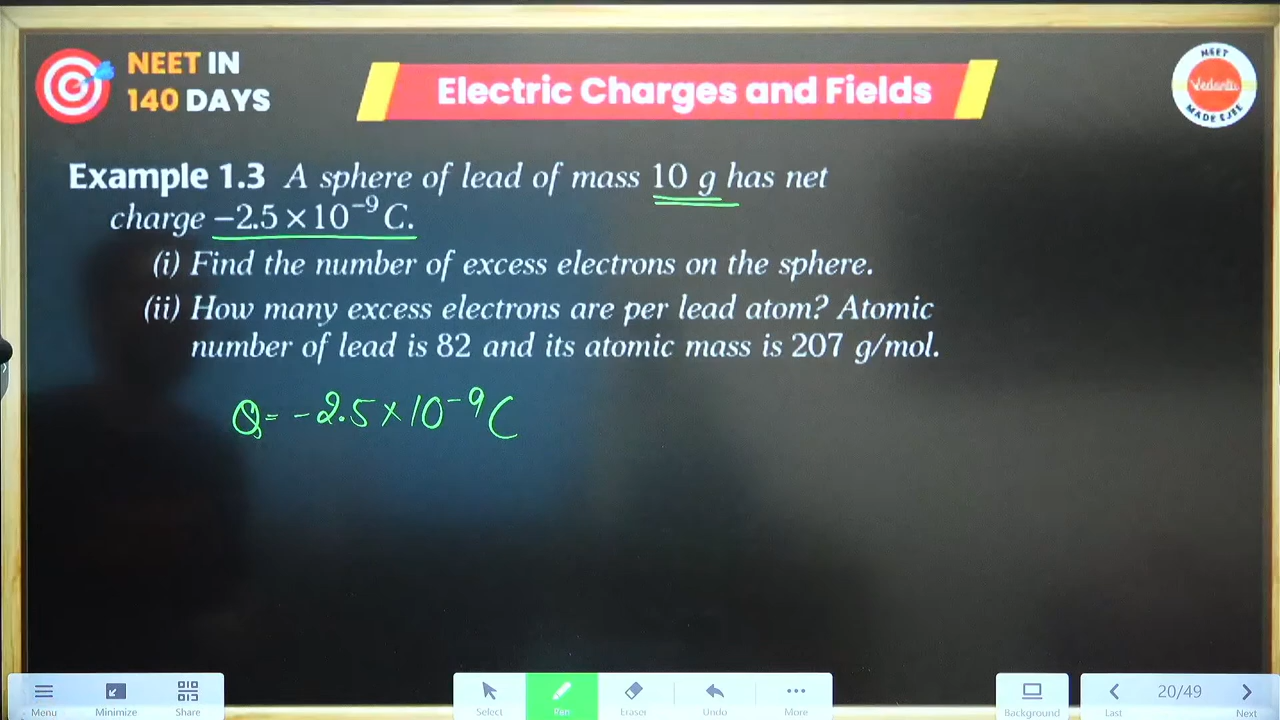 NEET IN
140 DAYS
Electric Charges and Fields
NEET
Vedantu
MADE EJEE
Example 1.3 A sphere of lead of mass 10 g has net
charge −2.5 × 10⁻⁹ C.
(i) Find the number of excess electrons on the sphere.
(ii) How many excess electrons are per lead atom? Atomic
number of lead is 82 and its atomic mass is 207 g/mol.
Q = -2.5 × 10⁻⁹ C
Menu
Minimize
Share
Select
Pen
Eraser
Undo
More
Background
Last
20/49
Next